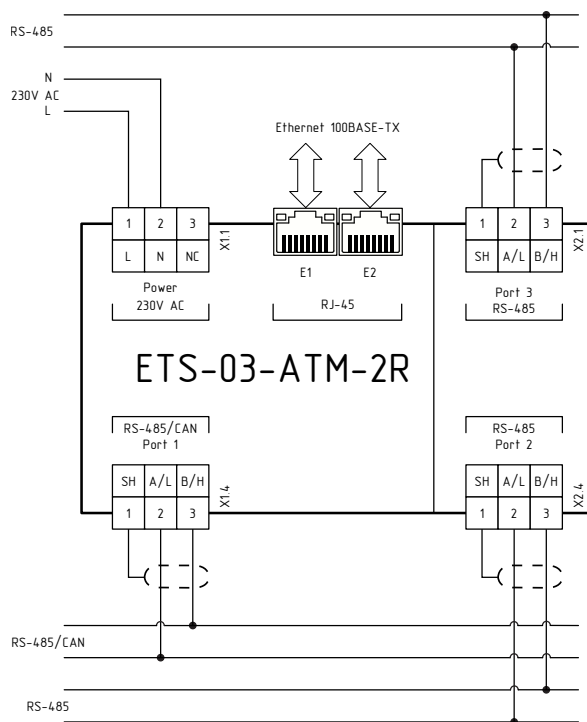 RS-485
N
230V AC
L
Ethernet 100BASE-TX
1 2 3
L N NC
X1.1
Power
230V AC
E1 E2
RJ-45
1 2 3
SH A/L B/H
X2.1
Port 3
RS-485
ETS-03-ATM-2R
RS-485/CAN
Port 1
SH A/L B/H
1 2 3
X1.4
RS-485
Port 2
SH A/L B/H
1 2 3
X2.4
RS-485/CAN
RS-485